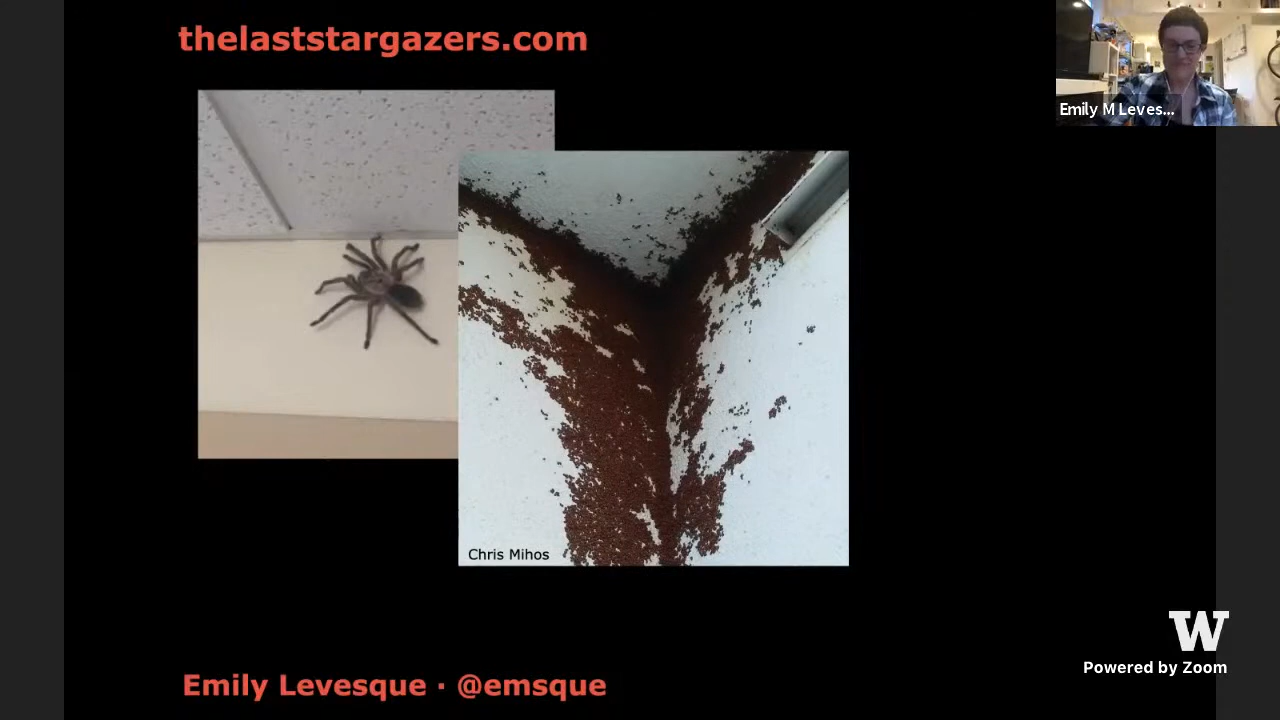 thelaststargazers.com
Emily M Leves...
Chris Mihos
W
Powered by Zoom
Emily Levesque · @emsque